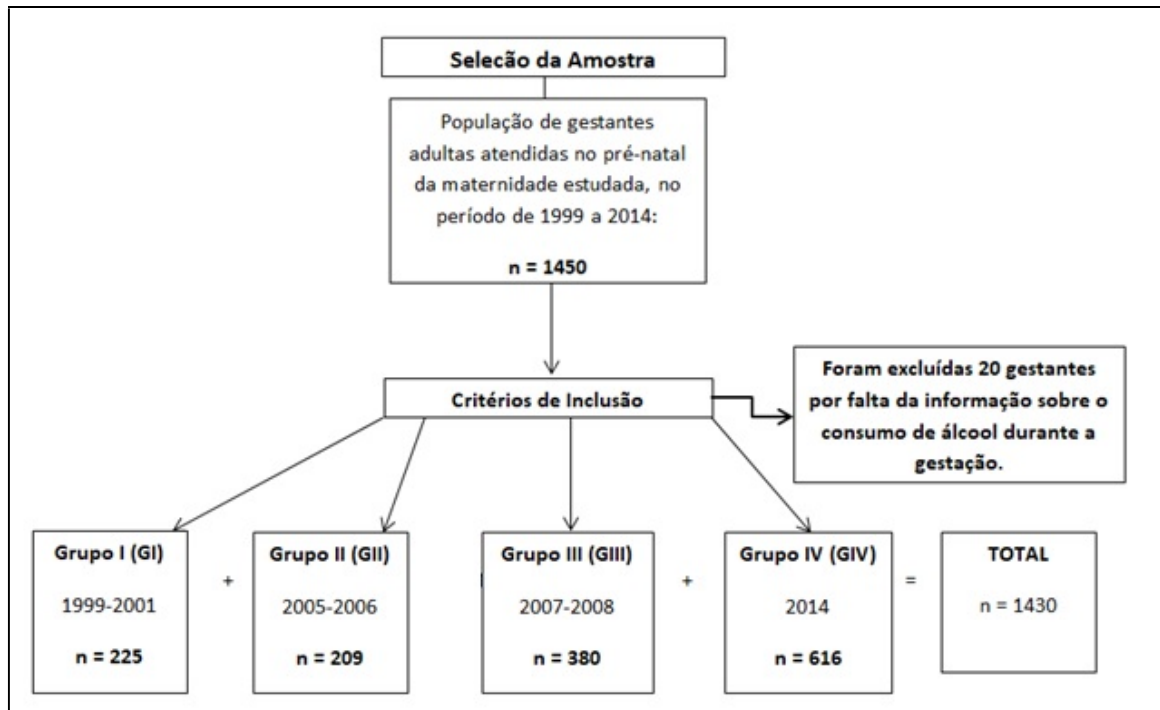 Selecão da Amostra
População de gestantes
adultas atendidas no pré-natal
da maternidade estudada, no
período de 1999 a 2014:
n = 1450
Critérios de Inclusão
Foram excluídas 20 gestantes
por falta da informação sobre o
consumo de álcool durante a
gestação.
Grupo I (GI)
1999-2001
n = 225
+
Grupo II (GII)
2005-2006
n = 209
Grupo III (GIII)
2007-2008
n = 380
+
Grupo IV (GIV)
2014
n = 616
=
TOTAL
n = 1430